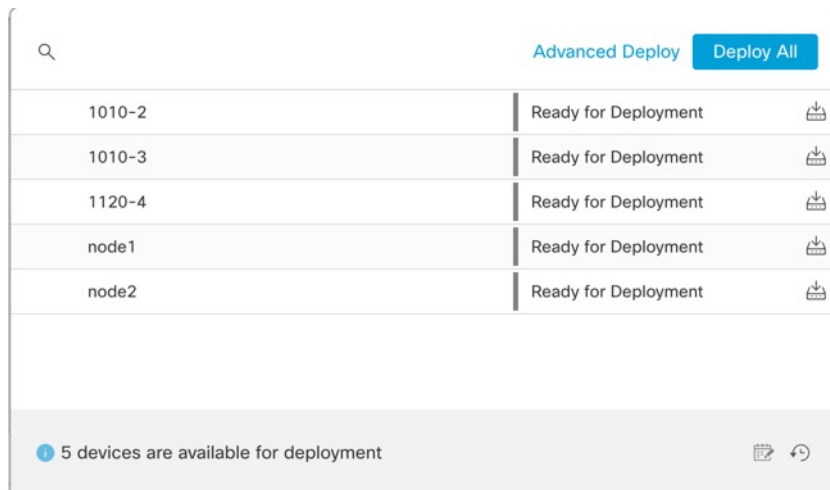 Advanced Deploy Deploy All
1010-2 Ready for Deployment
1010-3 Ready for Deployment
1120-4 Ready for Deployment
node1 Ready for Deployment
node2 Ready for Deployment
5 devices are available for deployment